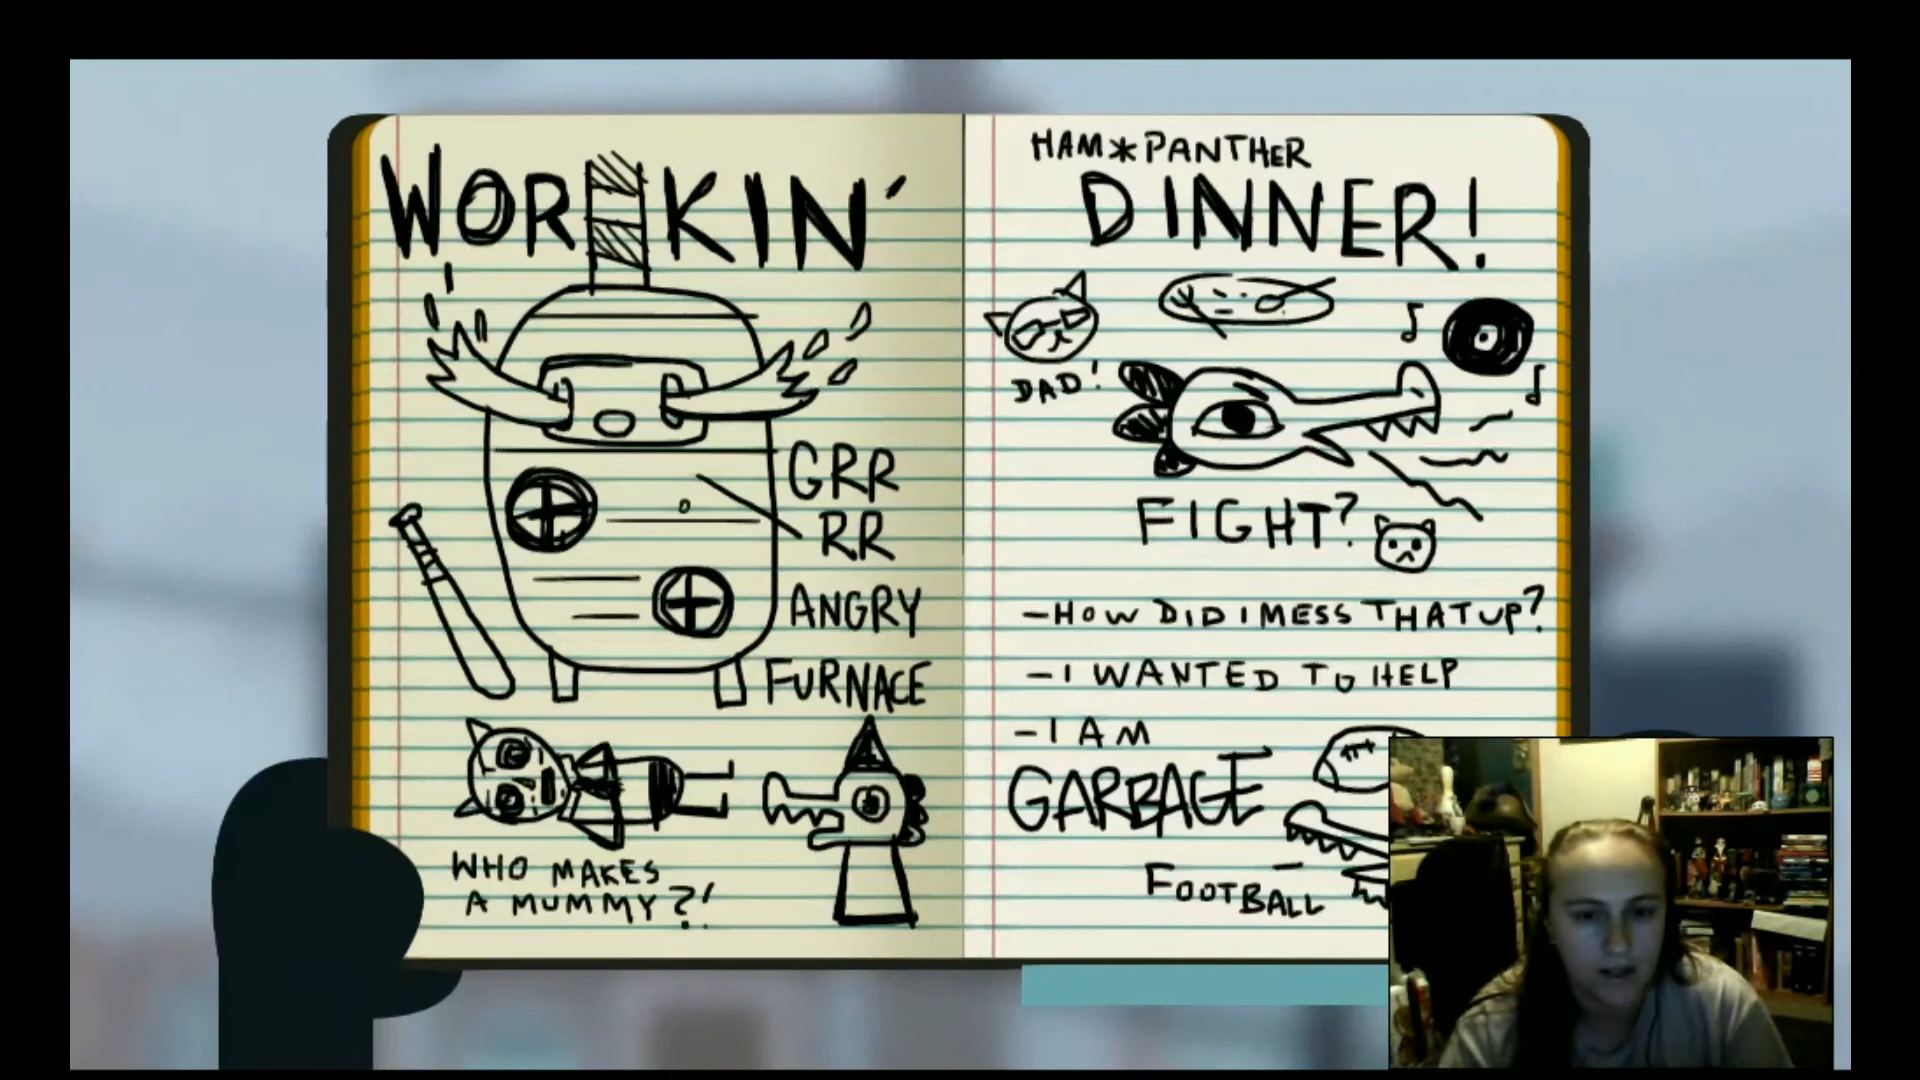 WORKIN'
GRR
RR
ANGRY
FURNACE
WHO MAKES
A MUMMY?!
HAM*PANTHER
DINNER!
DAD!
FIGHT?
-HOW DID I MESS THAT UP?
-I WANTED TO HELP
-I AM
GARBAGE
FOOTBALL